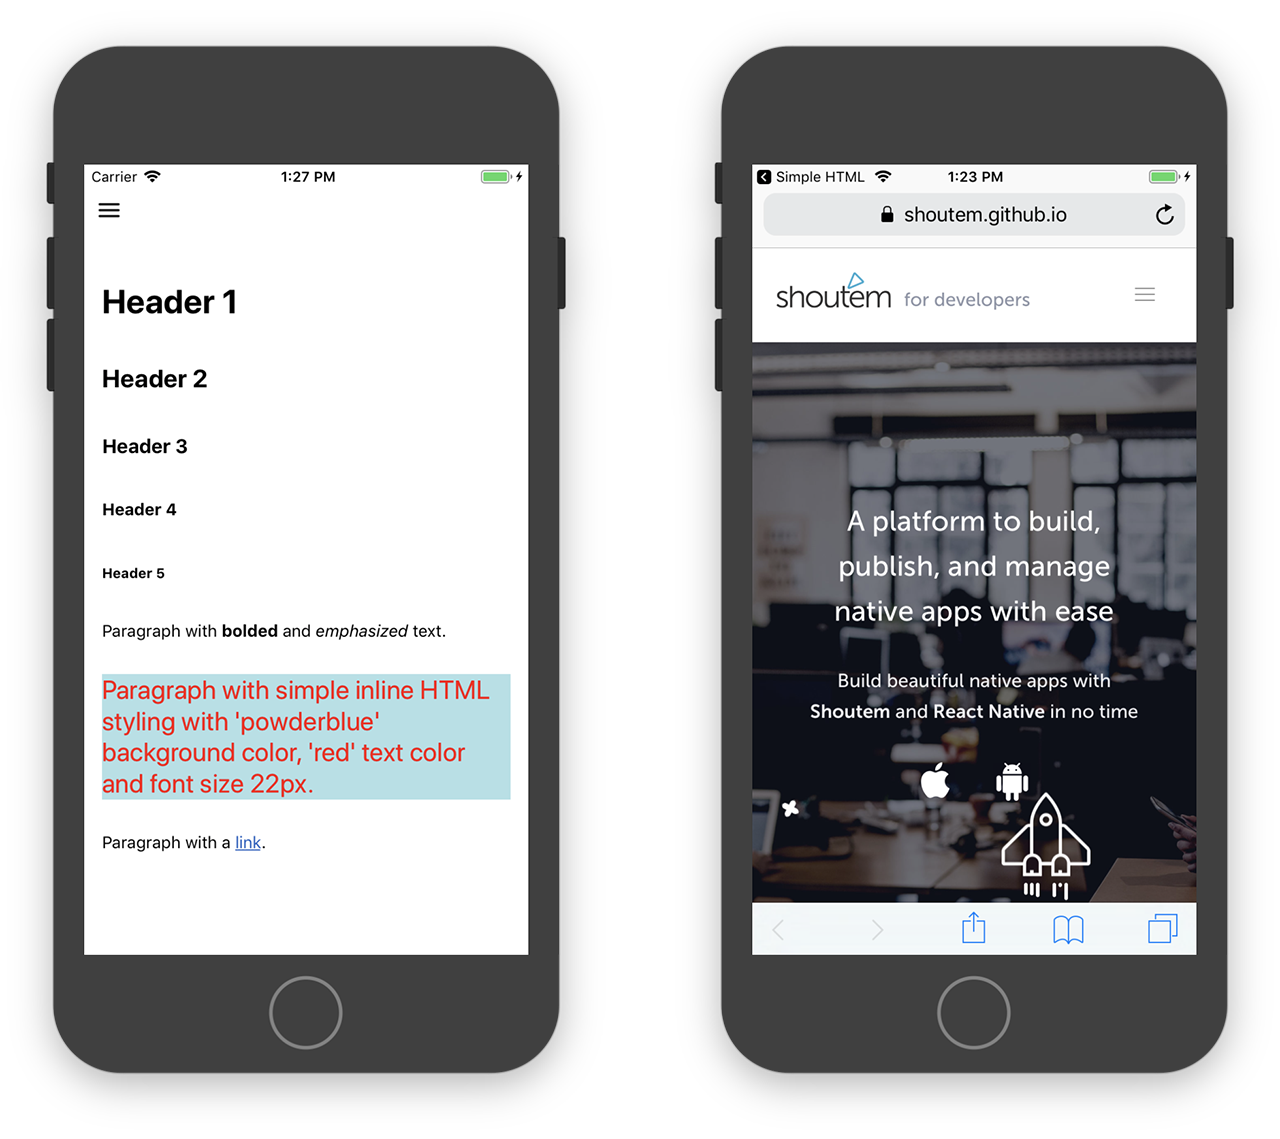 Carrier 1:27 PM
Header 1
Header 2
Header 3
Header 4
Header 5
Paragraph with bolded and emphasized text.
Paragraph with simple inline HTML
styling with 'powderblue'
background color, 'red' text color
and font size 22px.
Paragraph with a link.
Simple HTML 1:23 PM
shoutem.github.io
shoutem for developers
A platform to build,
publish, and manage
native apps with ease
Build beautiful native apps with
Shoutem and React Native in no time